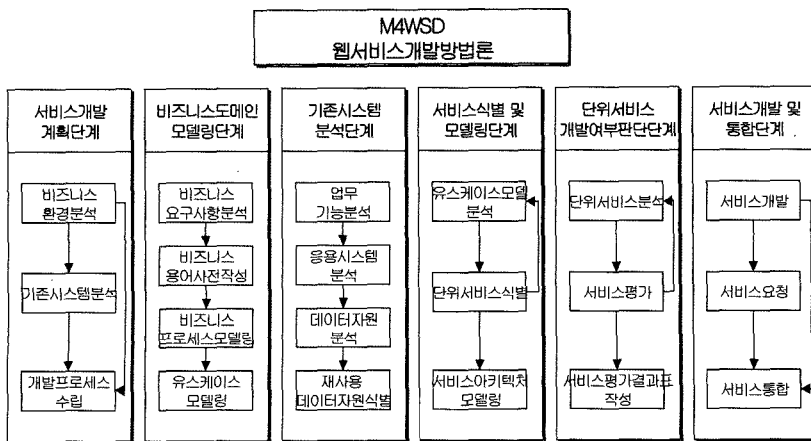 M4WSD
웹서비스개발방법론
서비스개발
계획단계
비즈니스
환경분석
기존시스템분석
개발프로세스
수립
비즈니스도메인
모델링단계
비즈니스
요구사항분석
비즈니스
용어사전작성
비즈니스
프로세스모델링
유스케이스
모델링
기존시스템
분석단계
업무
기능분석
응용시스템
분석
데이터자원
분석
재사용
데이터자원식별
서비스식별 및
모델링단계
유스케이스모델
분석
단위서비스식별
서비스아키텍처
모델링
단위서비스
개발여부판단단계
단위서비스분석
서비스평가
서비스평가결과표
작성
서비스개발 및
통합단계
서비스개발
서비스요청
서비스통합